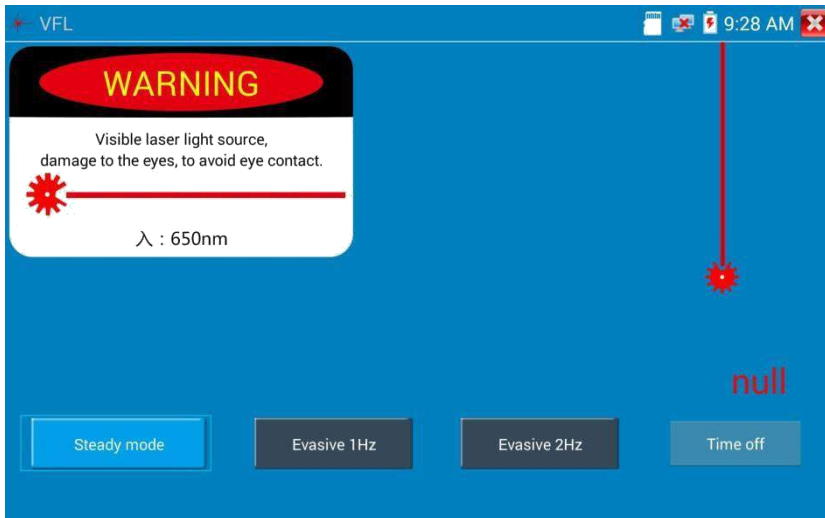 VFL
9:28 AM
WARNING
Visible laser light source,
damage to the eyes, to avoid eye contact.
入 : 650nm
null
Steady mode
Evasive 1Hz
Evasive 2Hz
Time off